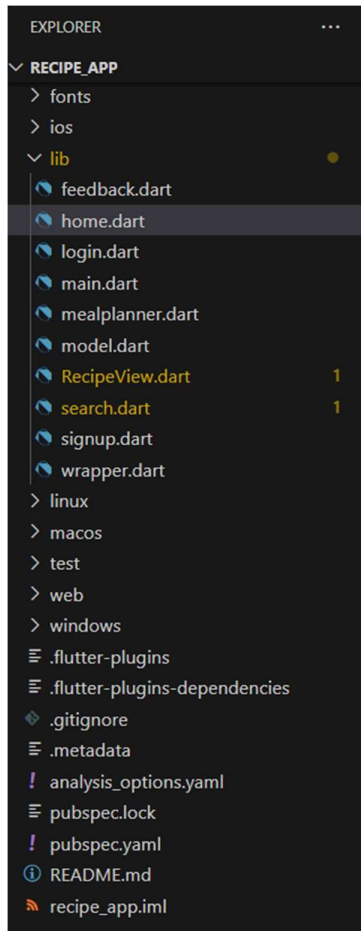 EXPLORER ...
RECIPE_APP
fonts
ios
lib
feedback.dart
home.dart
login.dart
main.dart
mealplanner.dart
model.dart
RecipeView.dart 1
search.dart 1
signup.dart
wrapper.dart
linux
macos
test
web
windows
.flutter-plugins
.flutter-plugins-dependencies
.gitignore
.metadata
! analysis_options.yaml
pubspec.lock
! pubspec.yaml
README.md
recipe_app.iml